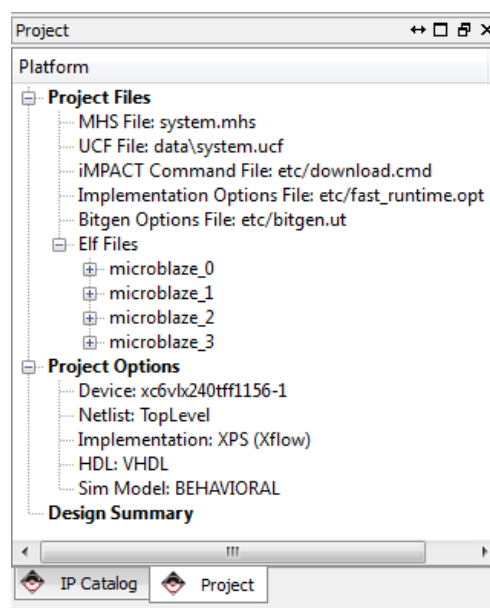 Project
Platform
Project Files
MHS File: system.mhs
UCF File: data\system.ucf
iMPACT Command File: etc/download.cmd
Implementation Options File: etc/fast_runtime.opt
Bitgen Options File: etc/bitgen.ut
Elf Files
microblaze_0
microblaze_1
microblaze_2
microblaze_3
Project Options
Device: xc6vlx240tff1156-1
Netlist: TopLevel
Implementation: XPS (Xflow)
HDL: VHDL
Sim Model: BEHAVIORAL
Design Summary
IP Catalog Project